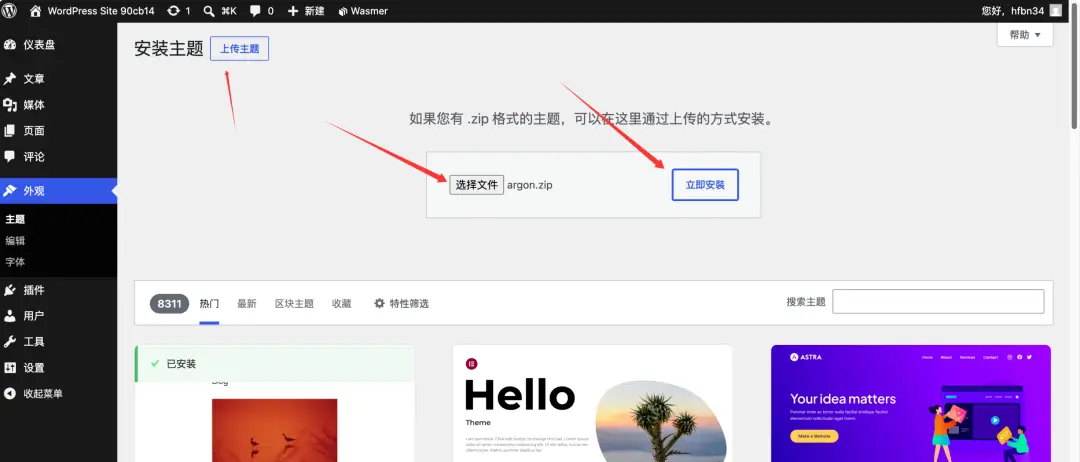 WordPress Site 90cb14 1 ⌘K 0 新建 Wasmer 您好，hfbn34
仪表盘
文章
媒体
页面
评论
外观
主题
编辑
字体
插件
用户
工具
设置
收起菜单
安装主题 上传主题
帮助
如果您有 .zip 格式的主题，可以在这里通过上传的方式安装。
选择文件 argon.zip 立即安装
8311 热门 最新 区块主题 收藏 特性筛选 搜索主题
已安装
Blog
Hello
Theme
ASTRA Home About Services Contact
Your idea matters
Make a Website